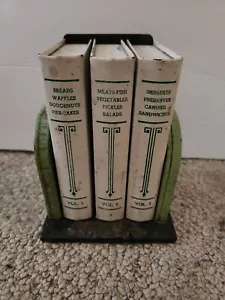 BREADS
WAFFLES
DOUGHNUTS
PIES-CAKES
VOL. 1
MEATS-FISH
VEGETABLES
PICKLES
SALADS
VOL. 2
DESSERTS
PRESERVES
CANDIES
SANDWICHES
VOL. 3